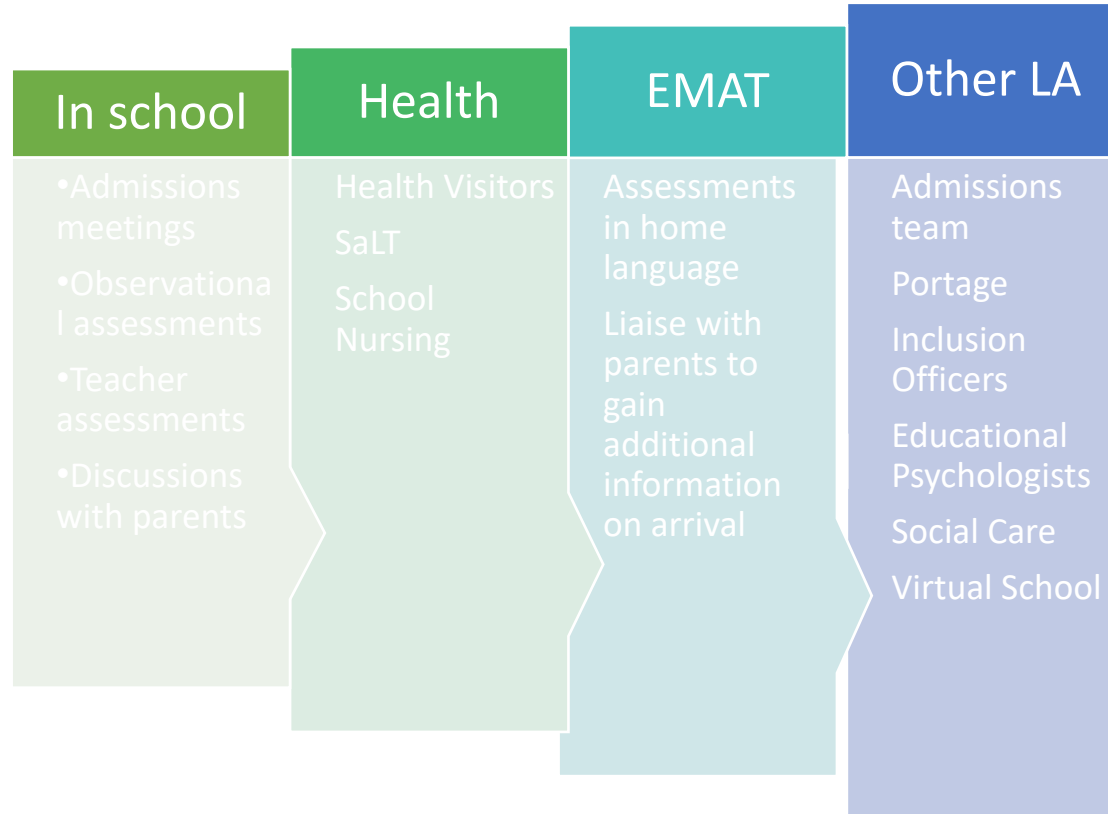 In school
•Admissions
meetings
•Observationa
l assessments
•Teacher
assessments
•Discussions
with parents
Health
Health Visitors
SaLT
School
Nursing
EMAT
Assessments
in home
language
Liaise with
parents to
gain
additional
information
on arrival
Other LA
Admissions
team
Portage
Inclusion
Officers
Educational
Psychologists
Social Care
Virtual School